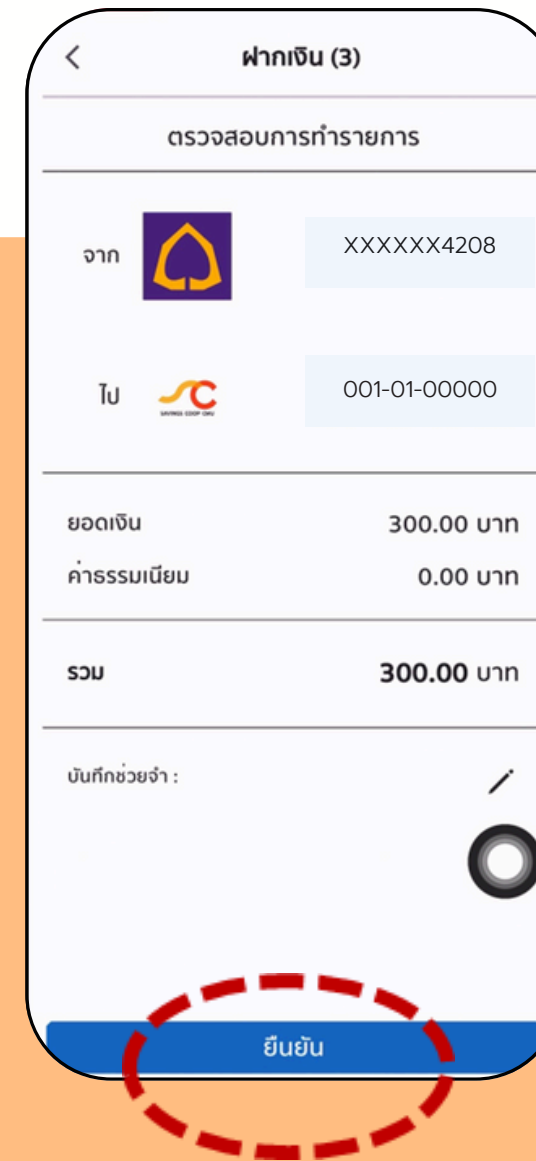 ฝากเงิน (3)
ตรวจสอบการทำรายการ
จาก XXXXXX4208
ไป SAVINGS COOP CMU 001-01-00000
ยอดเงิน 300.00 บาท
ค่าธรรมเนียม 0.00 บาท
รวม 300.00 บาท
บันทึกช่วยจำ :
ยืนยัน